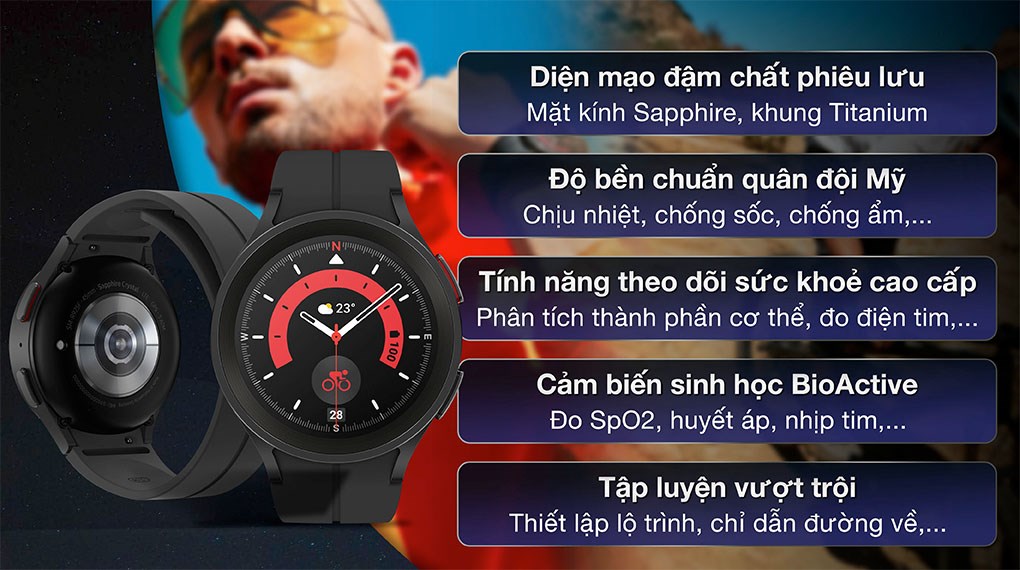 Diện mạo đậm chất phiêu lưu
Mặt kính Sapphire, khung Titanium
Độ bền chuẩn quân đội Mỹ
Chịu nhiệt, chống sốc, chống ẩm,...
Tính năng theo dõi sức khoẻ cao cấp
Phân tích thành phần cơ thể, đo điện tim,...
Cảm biến sinh học BioActive
Đo SpO2, huyết áp, nhịp tim,...
Tập luyện vượt trội
Thiết lập lộ trình, chỉ dẫn đường về,...
N
23°
W
E
100
28
S
45mm
Sapphire Crystal